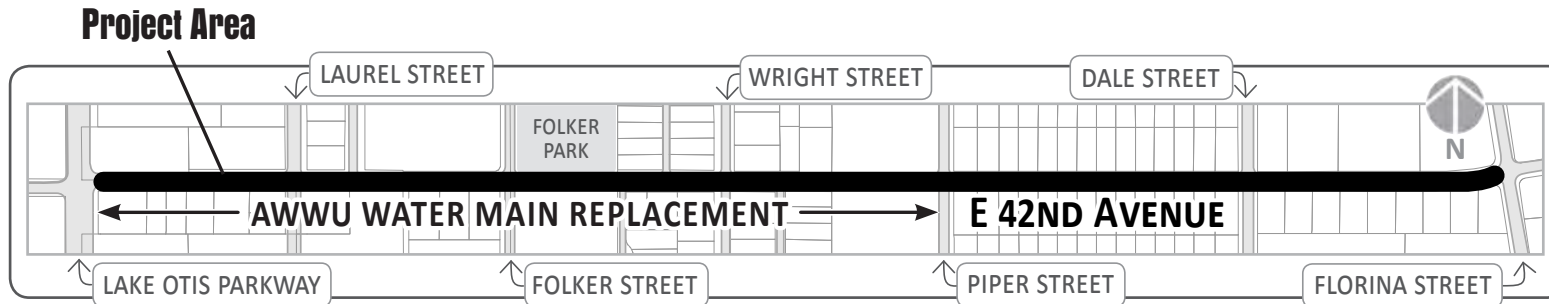 Project Area
LAUREL STREET
WRIGHT STREET
DALE STREET
FOLKER
PARK
N
AWWU WATER MAIN REPLACEMENT
E 42ND AVENUE
LAKE OTIS PARKWAY
FOLKER STREET
PIPER STREET
FLORINA STREET